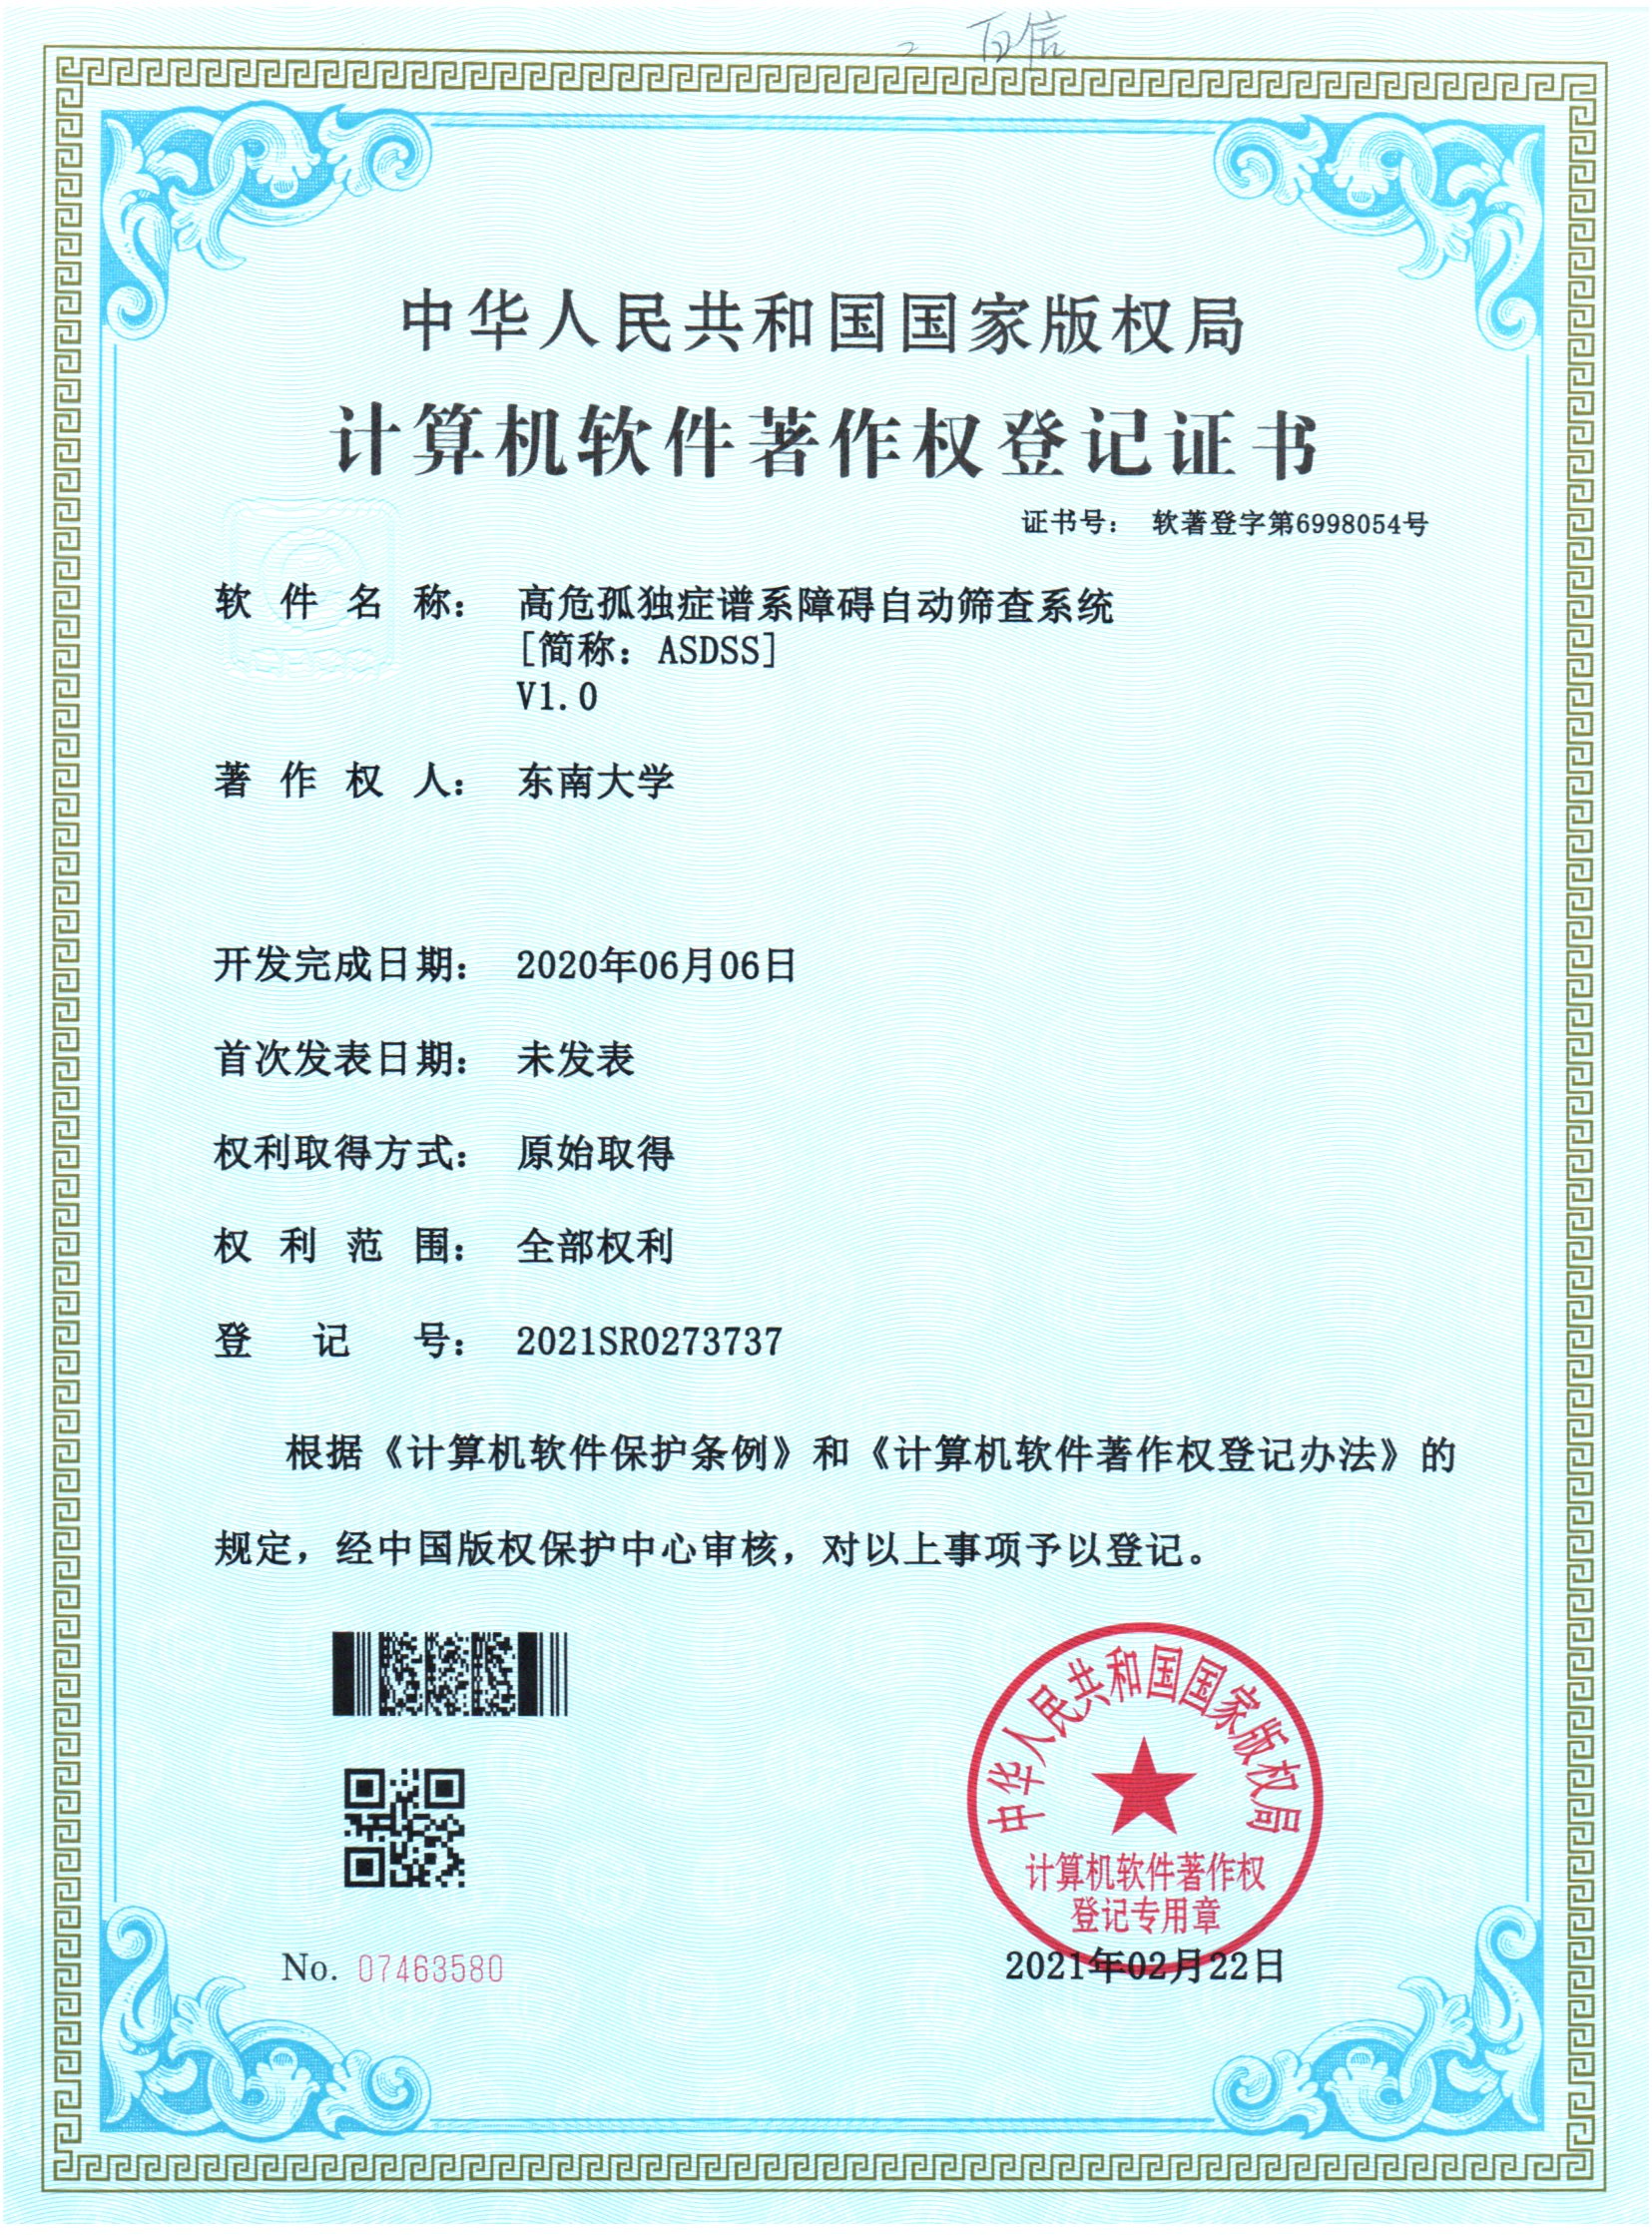 百信
中华人民共和国国家版权局
计算机软件著作权登记证书
证书号： 软著登字第6998054号
软件名称： 高危孤独症谱系障碍自动筛查系统
[简称：ASDSS]
V1.0
著作权人： 东南大学
开发完成日期： 2020年06月06日
首次发表日期： 未发表
权利取得方式： 原始取得
权利范围： 全部权利
登记号： 2021SR0273737
根据《计算机软件保护条例》和《计算机软件著作权登记办法》的
规定，经中国版权保护中心审核，对以上事项予以登记。
中华人民共和国国家版权局
计算机软件著作权
登记专用章
No. 07463580
2021年02月22日